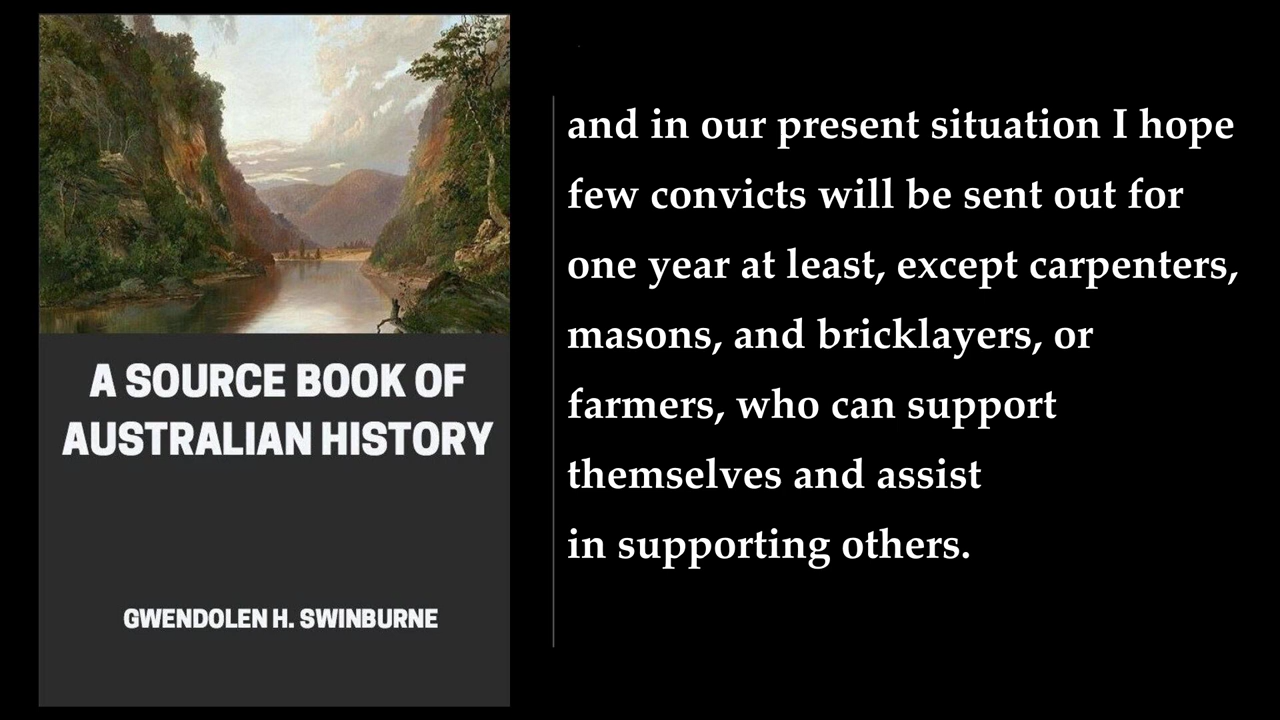 A SOURCE BOOK OF
AUSTRALIAN HISTORY
GWENDOLEN H. SWINBURNE
and in our present situation I hope
few convicts will be sent out for
one year at least, except carpenters,
masons, and bricklayers, or
farmers, who can support
themselves and assist
in supporting others.